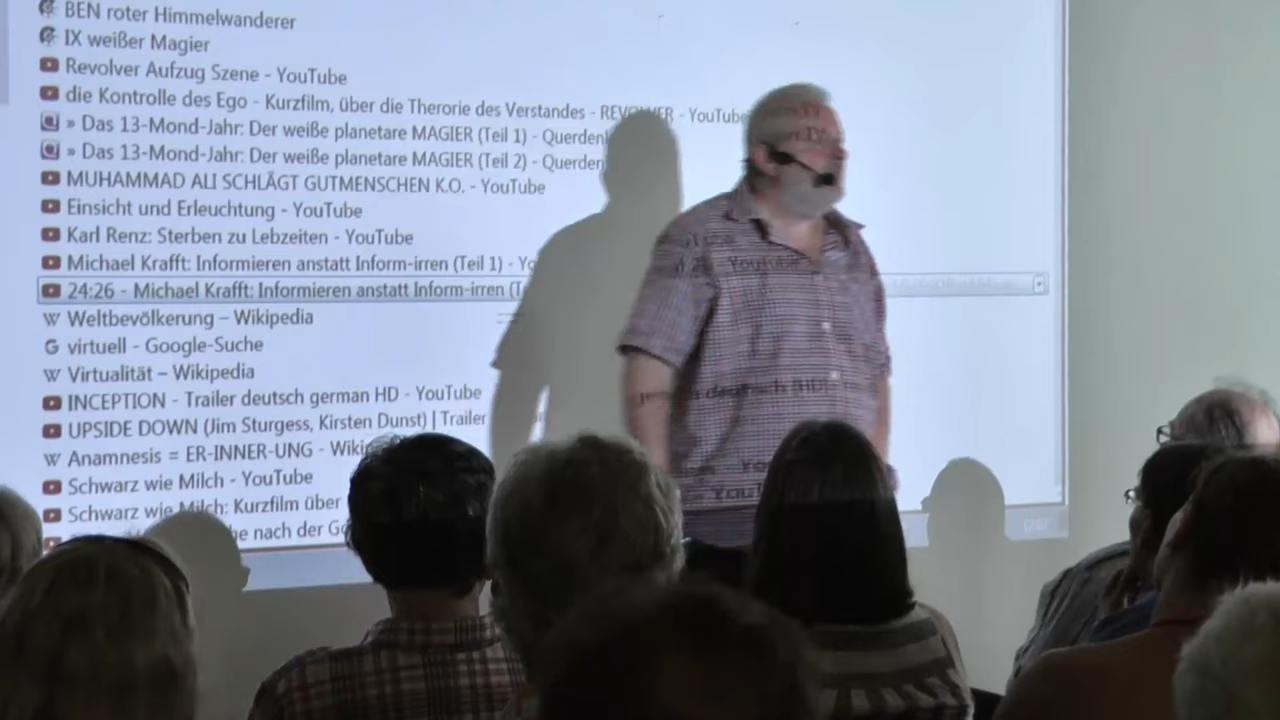 BEN roter Himmelwanderer
IX weißer Magier
Revolver Aufzug Szene - YouTube
die Kontrolle des Ego - Kurzfilm, über die Therorie des Verstandes - REVOLVER - YouTube
» Das 13-Mond-Jahr: Der weiße planetare MAGIER (Teil 1) - Querden
» Das 13-Mond-Jahr: Der weiße planetare MAGIER (Teil 2) - Querden
MUHAMMAD ALI SCHLÄGT GUTMENSCHEN K.O. - YouTube
Einsicht und Erleuchtung - YouTube
Karl Renz: Sterben zu Lebzeiten - YouTube
Michael Krafft: Informieren anstatt Inform-irren (Teil 1) - Yo
24:26 - Michael Krafft: Informieren anstatt Inform-irren (T
Weltbevölkerung – Wikipedia
virtuell - Google-Suche
Virtualität – Wikipedia
INCEPTION - Trailer deutsch german HD - YouTube
UPSIDE DOWN (Jim Sturgess, Kirsten Dunst) | Trailer
Anamnesis = ER-INNER-UNG - Wiki
Schwarz wie Milch - YouTube
Schwarz wie Milch: Kurzfilm über
e nach der